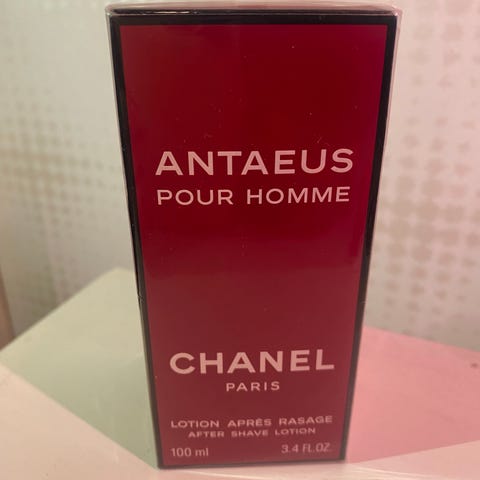 ANTAEUS
POUR HOMME
CHANEL
PARIS
LOTION APRÈS RASAGE
AFTER SHAVE LOTION
100 ml 3.4 FL.OZ.